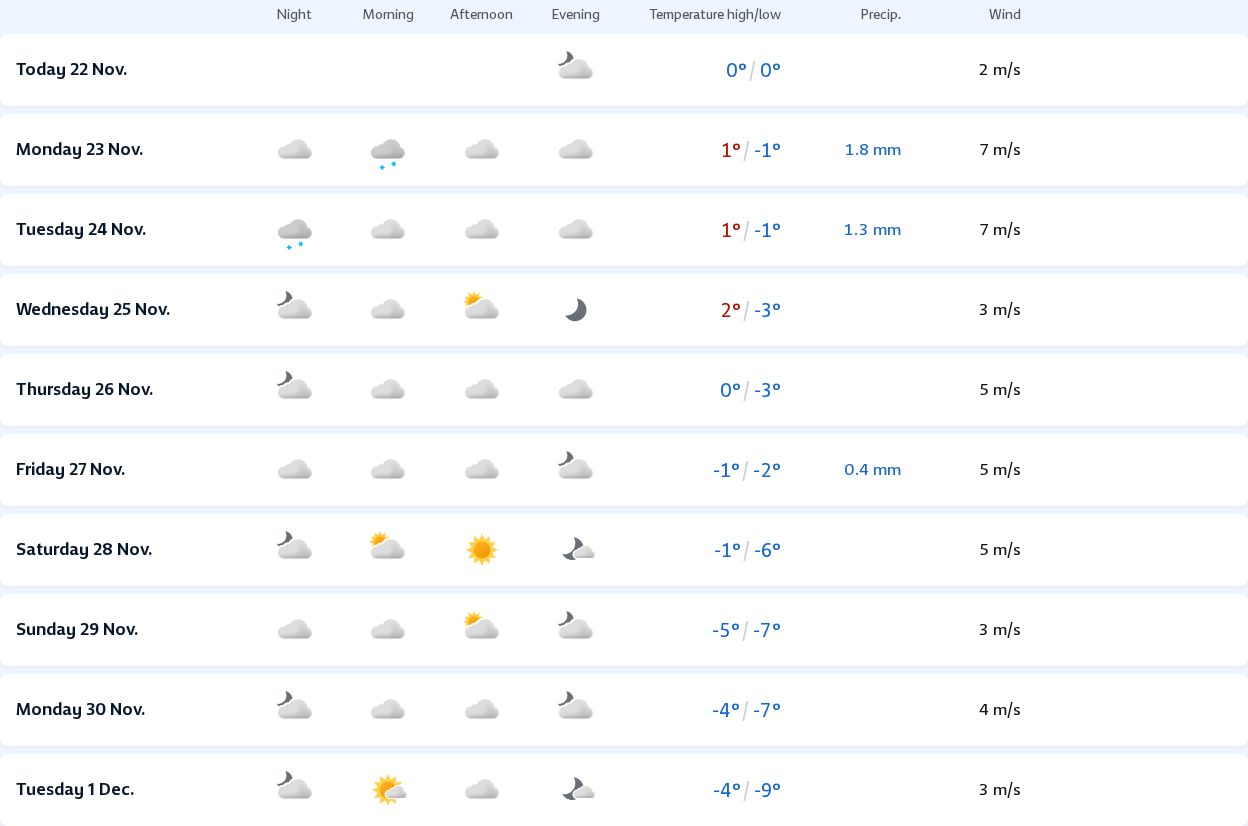 Night Morning Afternoon Evening Temperature high/low Precip. Wind
Today 22 Nov. 0°/ 0° 2 m/s
Monday 23 Nov. 1°/ -1° 1.8 mm 7 m/s
Tuesday 24 Nov. 1°/ -1° 1.3 mm 7 m/s
Wednesday 25 Nov. 2°/ -3° 3 m/s
Thursday 26 Nov. 0°/ -3° 5 m/s
Friday 27 Nov. -1°/ -2° 0.4 mm 5 m/s
Saturday 28 Nov. -1°/ -6° 5 m/s
Sunday 29 Nov. -5°/ -7° 3 m/s
Monday 30 Nov. -4°/ -7° 4 m/s
Tuesday 1 Dec. -4°/ -9° 3 m/s